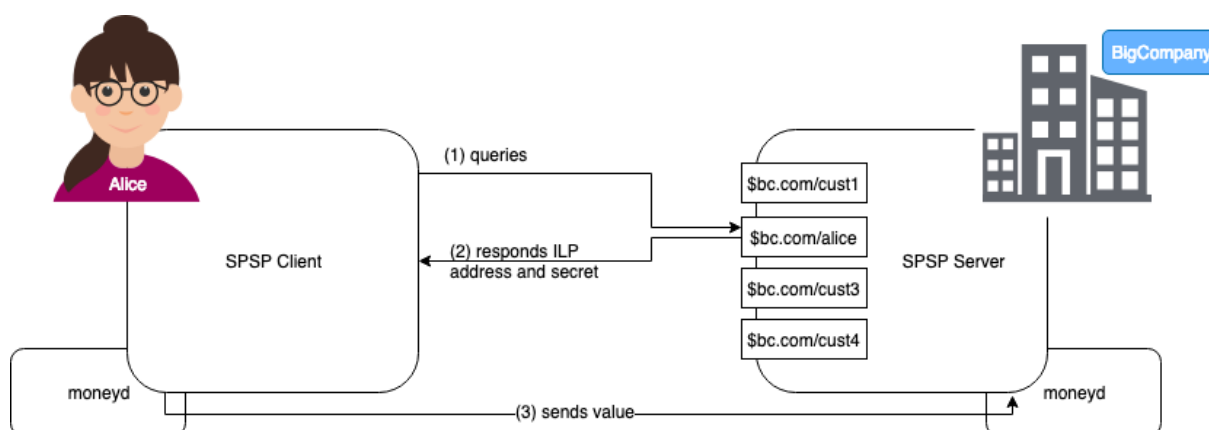 BigCompany
Alice
(1) queries
$bc.com/cust1
$bc.com/alice
(2) responds ILP
address and secret
SPSP Client
SPSP Server
$bc.com/cust3
$bc.com/cust4
moneyd
moneyd
(3) sends value